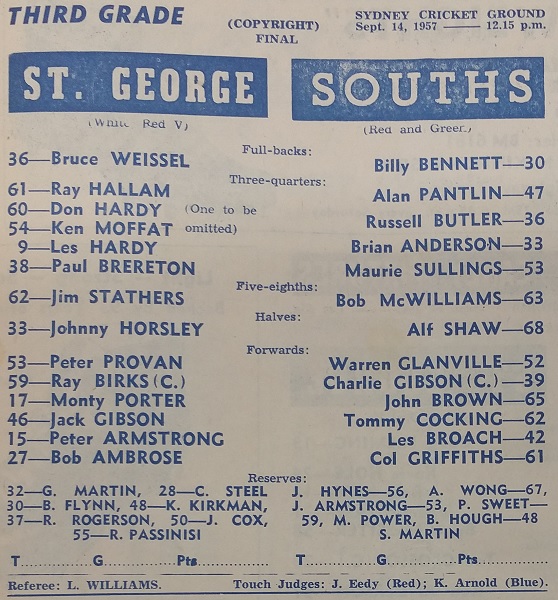 THIRD GRADE
(COPYRIGHT)
FINAL
SYDNEY CRICKET GROUND
Sept. 14, 1957 —— 12.15 p.m.
ST. GEORGE
SOUTHS
(White Red V)
(Red and Green)
Full-backs:
36—Bruce WEISSEL
Billy BENNETT—30
Three-quarters:
61—Ray HALLAM
Alan PANTLIN—47
60—Don HARDY (One to be
Russell BUTLER—36
54—Ken MOFFAT omitted)
9—Les HARDY
Brian ANDERSON—33
38—Paul BRERETON
Maurie SULLINGS—53
Five-eighths:
62—Jim STATHERS
Bob McWILLIAMS—63
Halves:
33—Johnny HORSLEY
Alf SHAW—68
Forwards:
53—Peter PROVAN
Warren GLANVILLE—52
59—Ray BIRKS (C.)
Charlie GIBSON (C.)—39
17—Monty PORTER
John BROWN—65
46—Jack GIBSON
Tommy COCKING—62
15—Peter ARMSTRONG
Les BROACH—42
27—Bob AMBROSE
Col GRIFFITHS—61
Reserves:
32—G. MARTIN, 28—C. STEEL
30—B. FLYNN, 48—K. KIRKMAN,
37—R. ROGERSON, 50—J. COX,
55—R. PASSINISI
J. HYNES—56, A. WONG—67,
J. ARMSTRONG—53, P. SWEET—
59, M. POWER, B. HOUGH—48
S. MARTIN
T..............G..............Pts..............
T..............G..............Pts..............
Referee: L. WILLIAMS.
Touch Judges: J. Eedy (Red); K. Arnold (Blue).